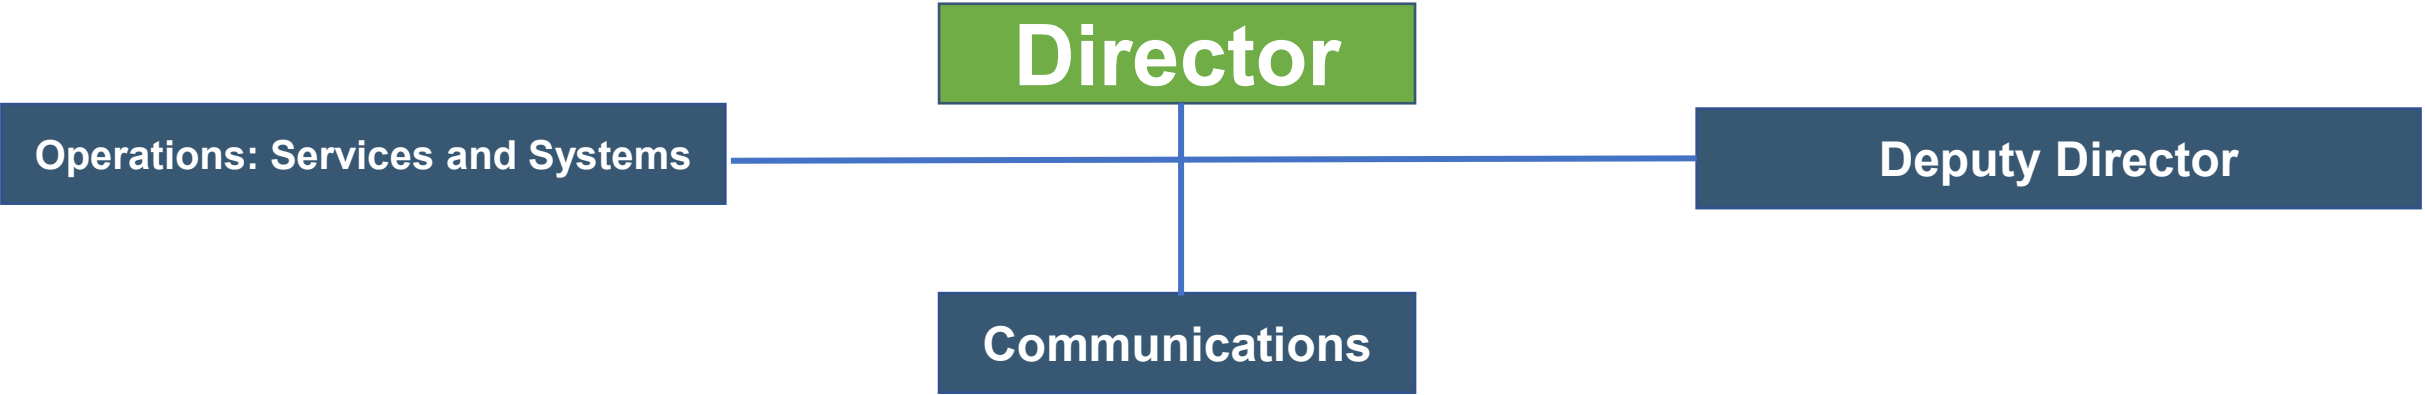 Director
Operations: Services and Systems
Deputy Director
Communications